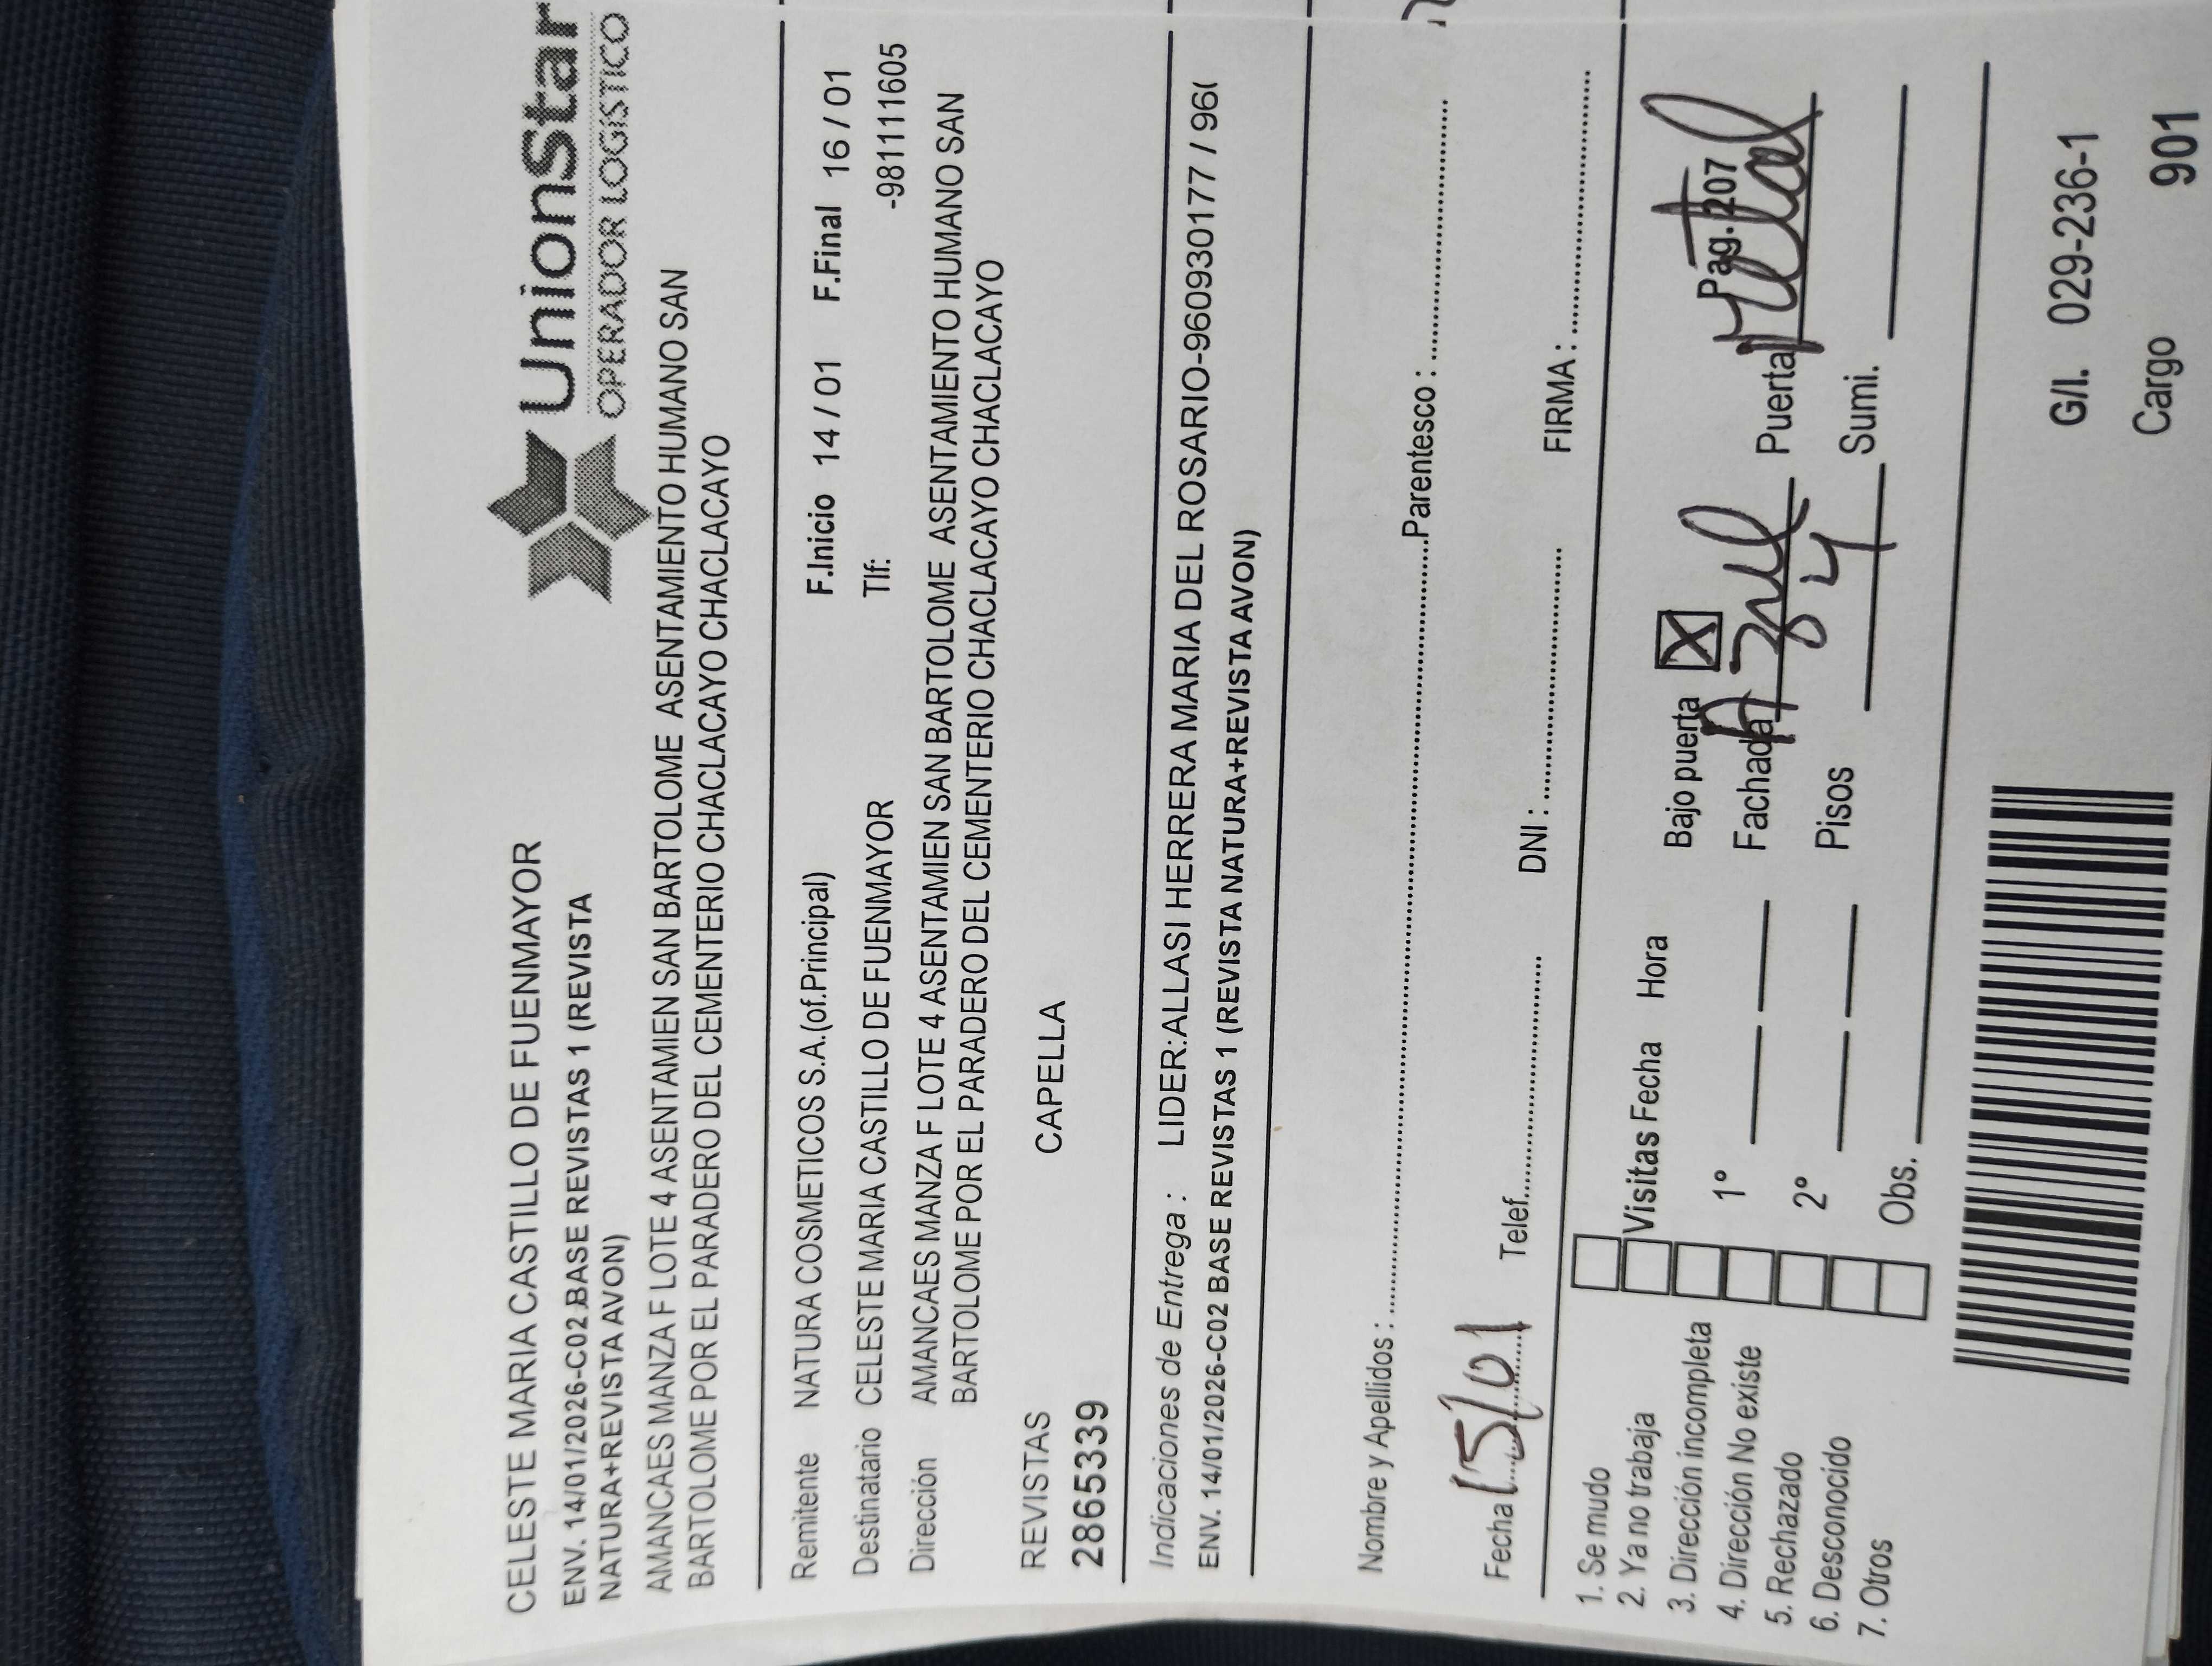 UnionStar
OPERADOR LOGÍSTICO
CELESTE MARIA CASTILLO DE FUENMAYOR
ENV. 14/01/2026-C02 BASE REVISTAS 1 (REVISTA
NATURA+REVISTA AVON)
AMANCAES MANZA F LOTE 4 ASENTAMIEN SAN BARTOLOME ASENTAMIENTO HUMANO SAN
BARTOLOME POR EL PARADERO DEL CEMENTERIO CHACLACAYO CHACLACAYO
Remitente NATURA COSMETICOS S.A.(of.Principal) F.Inicio 14 / 01 F.Final 16 / 01
Destinatario CELESTE MARIA CASTILLO DE FUENMAYOR Tlf: -981111605
Dirección AMANCAES MANZA F LOTE 4 ASENTAMIEN SAN BARTOLOME ASENTAMIENTO HUMANO SAN
BARTOLOME POR EL PARADERO DEL CEMENTERIO CHACLACAYO CHACLACAYO
REVISTAS CAPELLA
2865339
Indicaciones de Entrega : LIDER:ALLASI HERRERA MARIA DEL ROSARIO-960930177 / 96(
ENV. 14/01/2026-C02 BASE REVISTAS 1 (REVISTA NATURA+REVISTA AVON)
Nombre y Apellidos : Parentesco :
Fecha 15/01 Telef. DNI : FIRMA :
1. Se mudo
2. Ya no trabaja Visitas Fecha Hora Bajo puerta X
3. Dirección incompleta
4. Dirección No existe 1º Fachada Azul Puerta Metal Pag. 207
5. Rechazado
6. Desconocido 2º Pisos 4 Sumi.
7. Otros Obs.
G/I. 029-236-1
Cargo 901